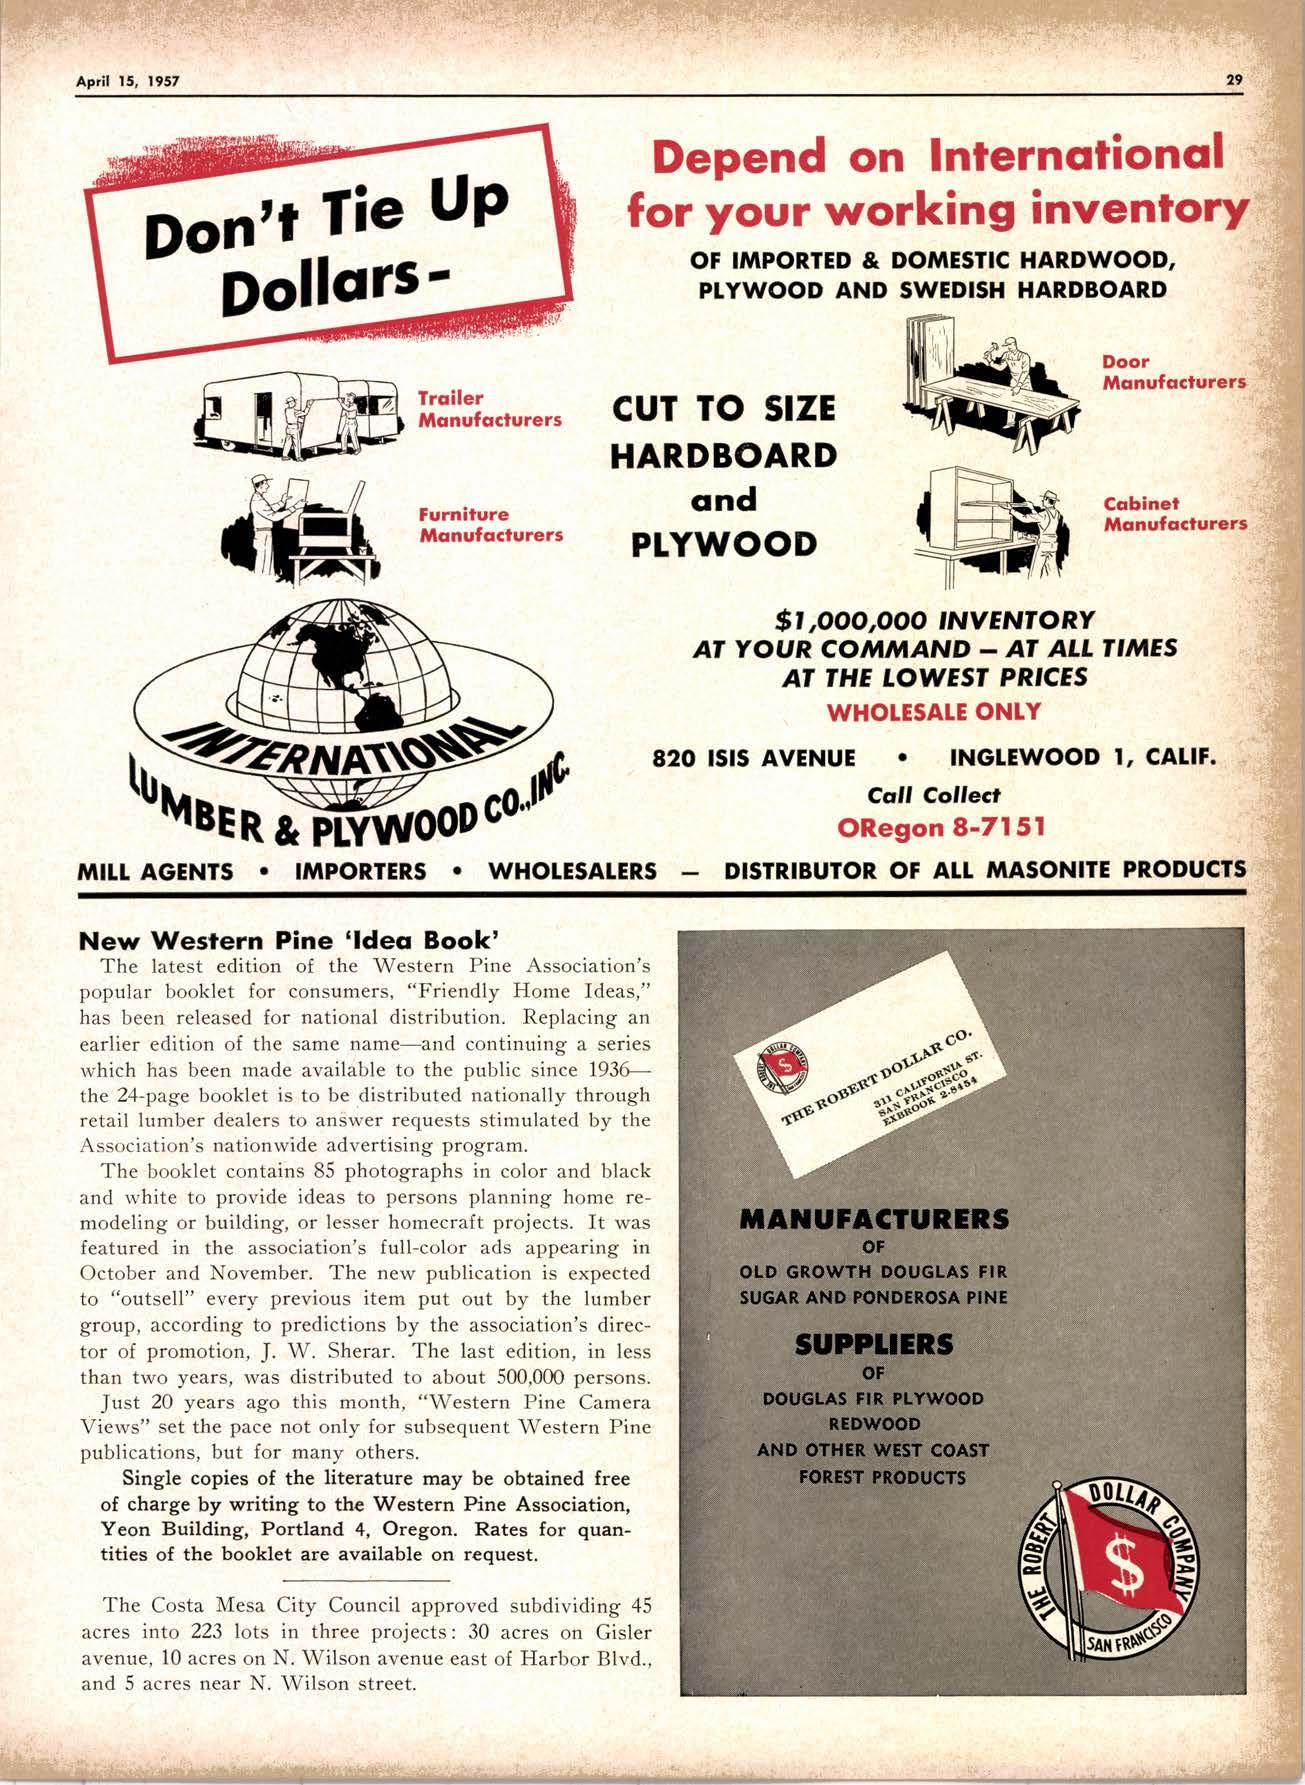 April 15, 1957
29
Don't Tie Up
Dollars-
Depend on International
for your working inventory
OF IMPORTED & DOMESTIC HARDWOOD,
PLYWOOD AND SWEDISH HARDBOARD
Trailer
Manufacturers
Furniture
Manufacturers
CUT TO SIZE
HARDBOARD
and
PLYWOOD
Door
Manufacturers
Cabinet
Manufacturers
INTERNATIONAL
LUMBER & PLYWOOD CO., INC.
$1,000,000 INVENTORY
AT YOUR COMMAND — AT ALL TIMES
AT THE LOWEST PRICES
WHOLESALE ONLY
820 ISIS AVENUE • INGLEWOOD 1, CALIF.
Call Collect
ORegon 8-7151
MILL AGENTS • IMPORTERS • WHOLESALERS — DISTRIBUTOR OF ALL MASONITE PRODUCTS
New Western Pine 'Idea Book'
The latest edition of the Western Pine Association's
popular booklet for consumers, "Friendly Home Ideas,"
has been released for national distribution. Replacing an
earlier edition of the same name—and continuing a series
which has been made available to the public since 1936—
the 24-page booklet is to be distributed nationally through
retail lumber dealers to answer requests stimulated by the
Association's nationwide advertising program.
The booklet contains 85 photographs in color and black
and white to provide ideas to persons planning home re-
modeling or building, or lesser homecraft projects. It was
featured in the association's full-color ads appearing in
October and November. The new publication is expected
to "outsell" every previous item put out by the lumber
group, according to predictions by the association's direc-
tor of promotion, J. W. Sherar. The last edition, in less
than two years, was distributed to about 500,000 persons.
Just 20 years ago this month, "Western Pine Camera
Views" set the pace not only for subsequent Western Pine
publications, but for many others.
Single copies of the literature may be obtained free
of charge by writing to the Western Pine Association,
Yeon Building, Portland 4, Oregon. Rates for quan-
tities of the booklet are available on request.
The Costa Mesa City Council approved subdividing 45
acres into 223 lots in three projects: 30 acres on Gisler
avenue, 10 acres on N. Wilson avenue east of Harbor Blvd.,
and 5 acres near N. Wilson street.
THE ROBERT DOLLAR COMPANY
SAN FRANCISCO
$
THE ROBERT DOLLAR CO.
311 CALIFORNIA ST.
SAN FRANCISCO
EXBROOK 2-8454
MANUFACTURERS
OF
OLD GROWTH DOUGLAS FIR
SUGAR AND PONDEROSA PINE
SUPPLIERS
OF
DOUGLAS FIR PLYWOOD
REDWOOD
AND OTHER WEST COAST
FOREST PRODUCTS
THE ROBERT DOLLAR COMPANY
$
SAN FRANCISCO